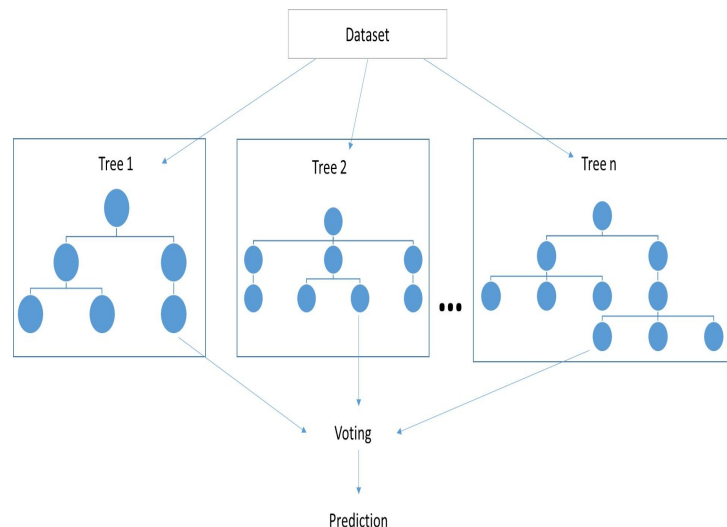 Dataset
Tree 1
Tree 2
Tree n
...
Voting
Prediction